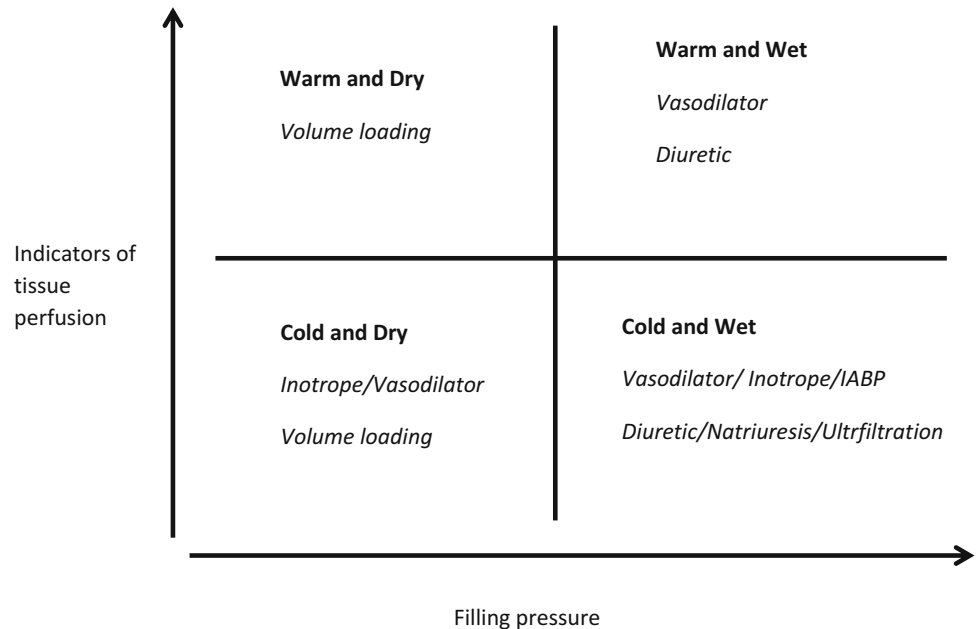 Warm and Dry
Volume loading
Warm and Wet
Vasodilator
Diuretic
Indicators of
tissue
perfusion
Cold and Dry
Inotrope/Vasodilator
Volume loading
Cold and Wet
Vasodilator/ Inotrope/IABP
Diuretic/Natriuresis/Ultrfiltration
Filling pressure